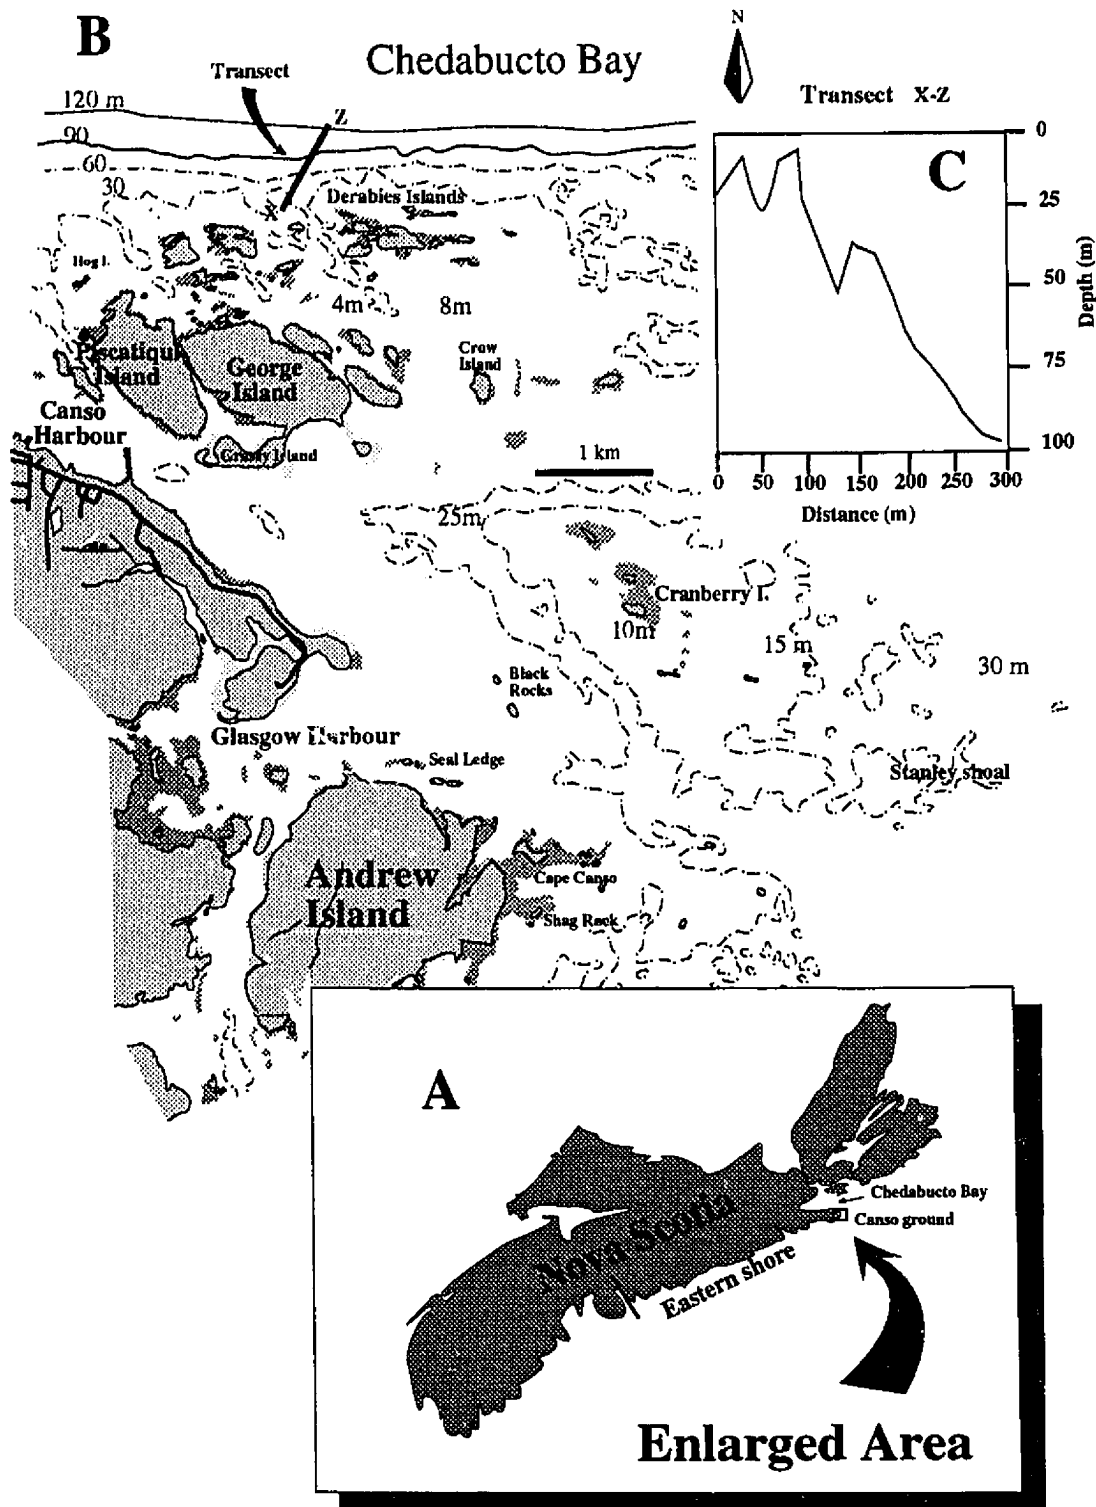 B
Chedabucto Bay
N
Transect
Transect X-Z
120 m
Z
90
60
30
X
Derabies Islands
C
0
25
50
75
100
Depth (m)
0 50 100 150 200 250 300
Distance (m)
Hog I.
4m
8m
Piscatiqui
Island
George
Island
Crow
Island
Canso
Harbour
Grassy Island
1 km
25m
Cranberry I.
10m
15 m
30 m
Black
Rocks
Glasgow Harbour
Seal Ledge
Stanley shoal
Andrew
Island
Cape Canso
Shag Rock
A
Nova Scotia
Chedabucto Bay
Canso ground
Eastern shore
Enlarged Area